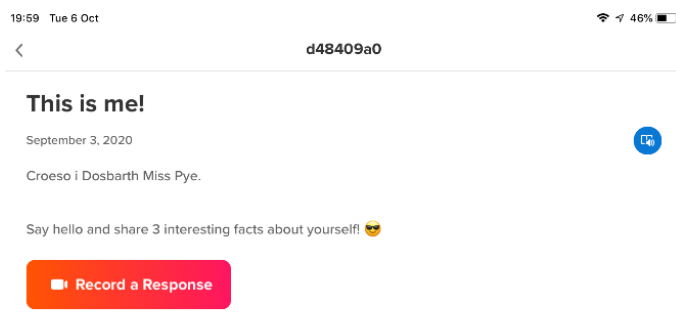 19:59 Tue 6 Oct 46%
d48409a0
This is me!
September 3, 2020
Croeso i Dosbarth Miss Pye.
Say hello and share 3 interesting facts about yourself! 😎
Record a Response